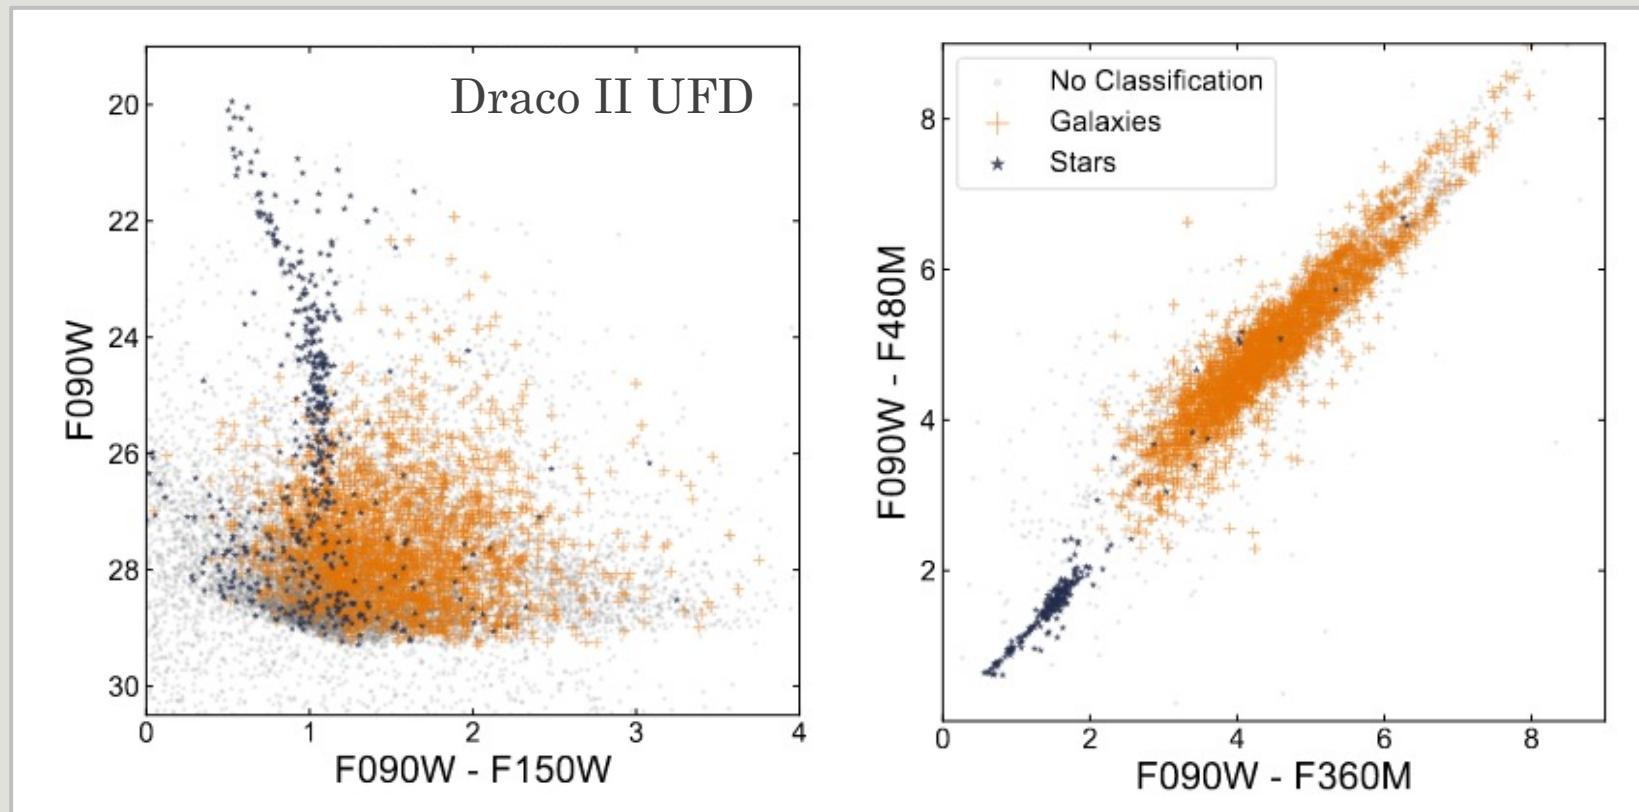 Draco II UFD
20
22
24
26
28
30
F090W
0
1
2
3
4
F090W - F150W
No Classification
Galaxies
Stars
8
6
4
2
F090W - F480M
0
2
4
6
8
F090W - F360M